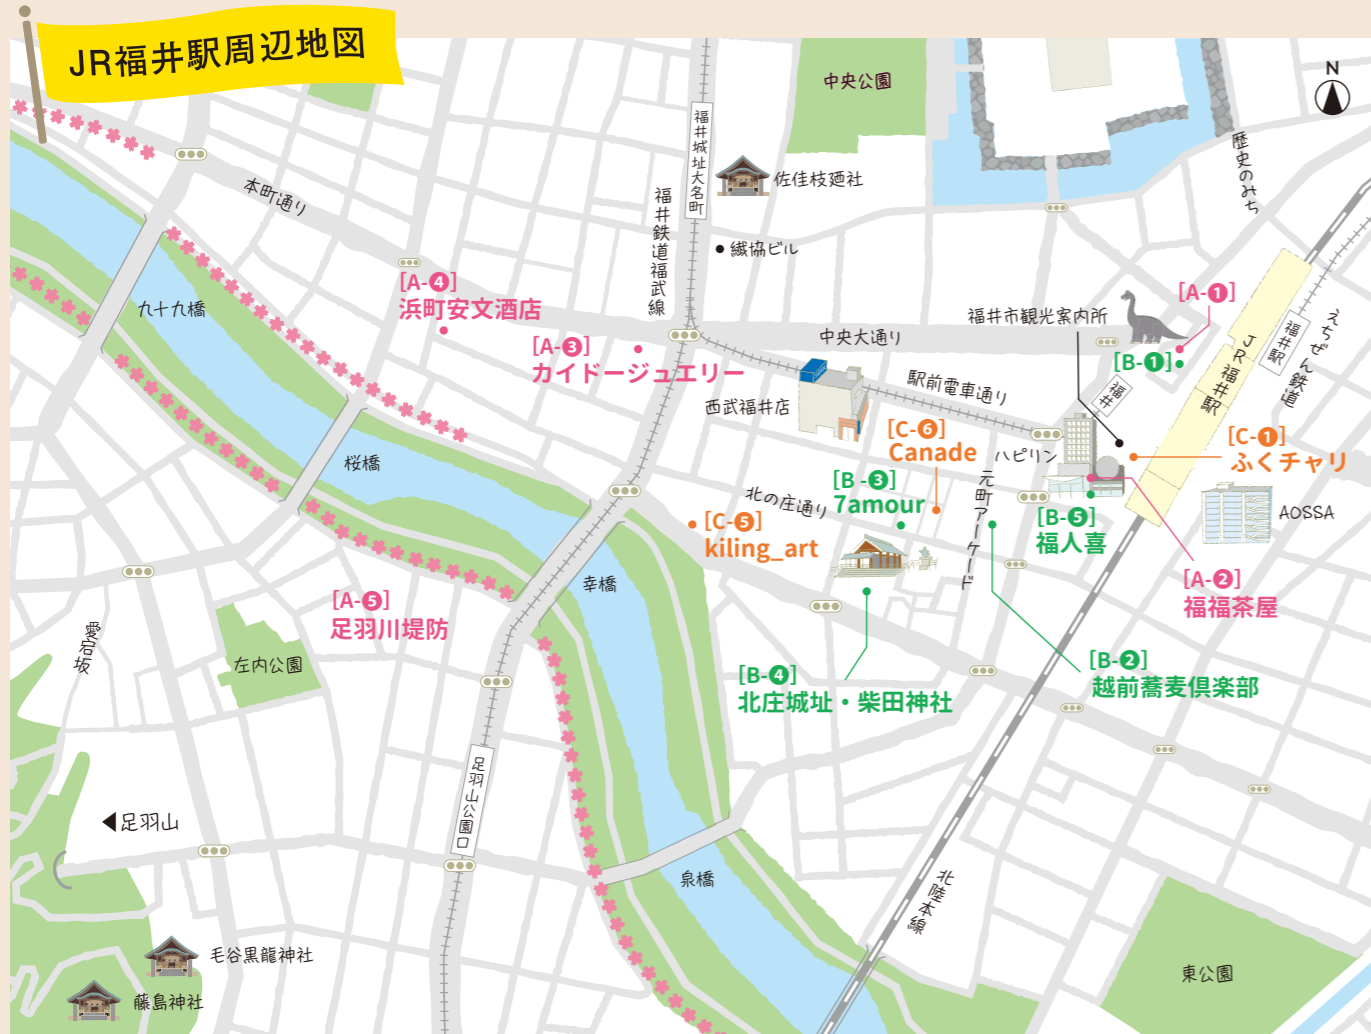 JR福井駅周辺地図
中央公園
N
福井城址大名町
歴史のみち
佐佳枝廼社
本町通り
福井鉄道福武線
繊協ビル
[A-❹]
浜町安文酒店
九十九橋
[A-❶]
福井市観光案内所
中央大通り
[A-❸]
カイドージュエリー
[B-❶]
福井駅
えちぜん鉄道
JR福井駅
駅前電車通り
福井
西武福井店
[C-❻]
Canade
ハピリン
[C-❶]
ふくチャリ
桜橋
[B-❸]
7amour
北の庄通り
元町アーケード
[C-❺]
kiling_art
[B-❺]
福人喜
AOSSA
幸橋
[A-❷]
福福茶屋
[A-❺]
足羽川堤防
愛宕坂
左内公園
[B-❹]
北庄城址・柴田神社
[B-❷]
越前蕎麦倶楽部
足羽山公園口
◀足羽山
泉橋
北陸本線
毛谷黒龍神社
藤島神社
東公園